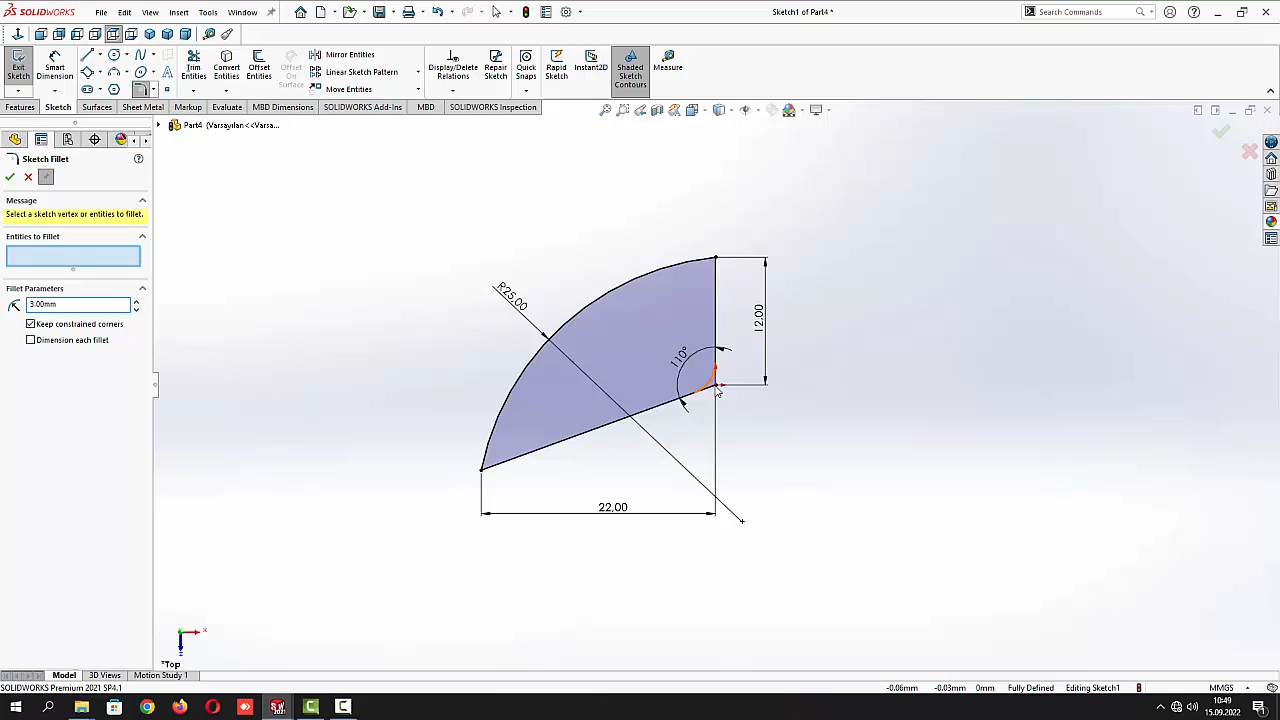 SOLIDWORKS
File
Edit
View
Insert
Tools
Window
Sketch1 of Part4 *
Search Commands
Exit Sketch
Smart Dimension
Trim Entities
Convert Entities
Offset Entities
Offset On Surface
Mirror Entities
Linear Sketch Pattern
Move Entities
Display/Delete Relations
Repair Sketch
Quick Snaps
Rapid Sketch
Instant2D
Shaded Sketch Contours
Measure
Features
Sketch
Surfaces
Sheet Metal
Markup
Evaluate
MBD Dimensions
SOLIDWORKS Add-Ins
MBD
SOLIDWORKS Inspection
Part4 (Varsayılan<<Varsa...
Sketch Fillet
Message
Select a sketch vertex or entities to fillet.
Entities to Fillet
Fillet Parameters
3.00mm
Keep constrained corners
Dimension each fillet
R25,00
12,00
110°
22,00
x
z
*Top
Model
3D Views
Motion Study 1
SOLIDWORKS Premium 2021 SP4.1
-0.06mm
-0.03mm
0mm
Fully Defined
Editing Sketch1
MMGS
10:49
15.09.2022